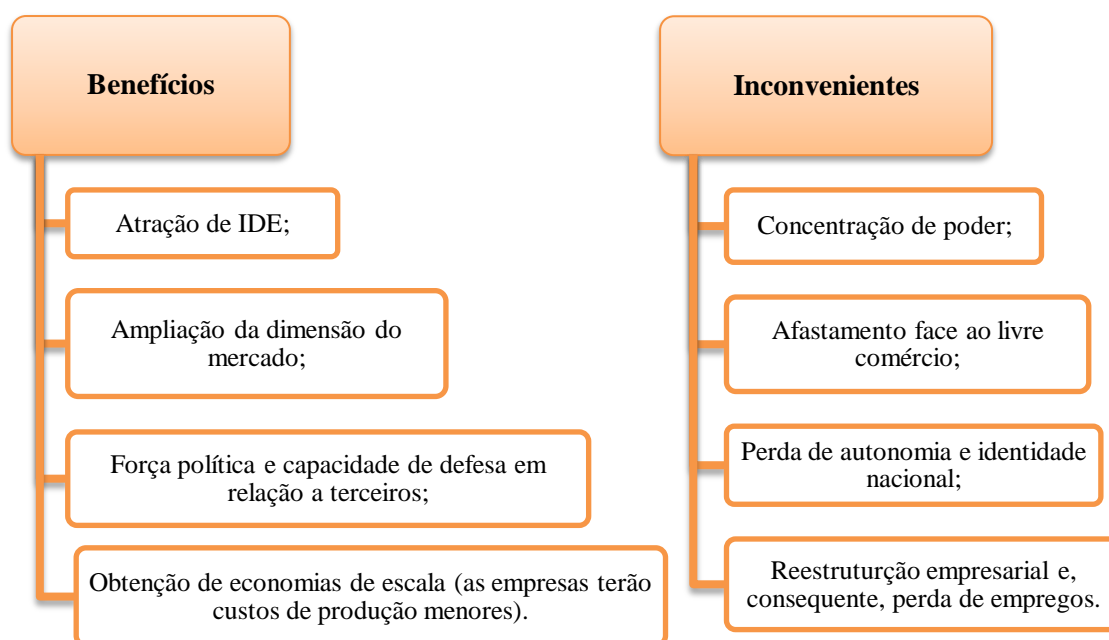 Benefícios
Atração de IDE;
Ampliação da dimensão do
mercado;
Força política e capacidade de defesa em
relação a terceiros;
Obtenção de economias de escala (as empresas terão
custos de produção menores).
Inconvenientes
Concentração de poder;
Afastamento face ao livre
comércio;
Perda de autonomia e identidade
nacional;
Reestruturção empresarial e,
consequente, perda de empregos.